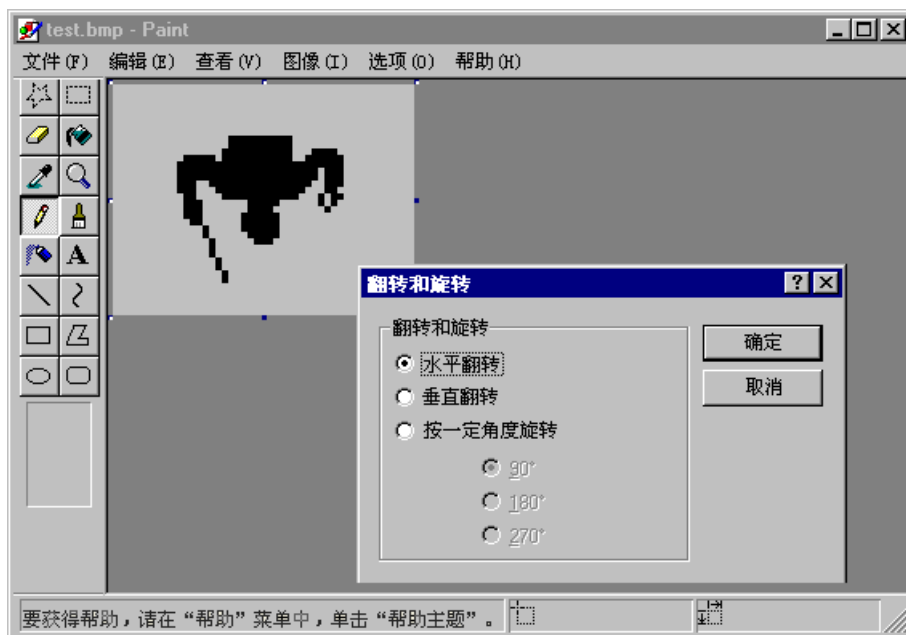 test.bmp - Paint
文件(F) 编辑(E) 查看(V) 图像(I) 选项(O) 帮助(H)
A
翻转和旋转
翻转和旋转
水平翻转
垂直翻转
按一定角度旋转
90°
180°
270°
确定
取消
要获得帮助，请在“帮助”菜单中，单击“帮助主题”。